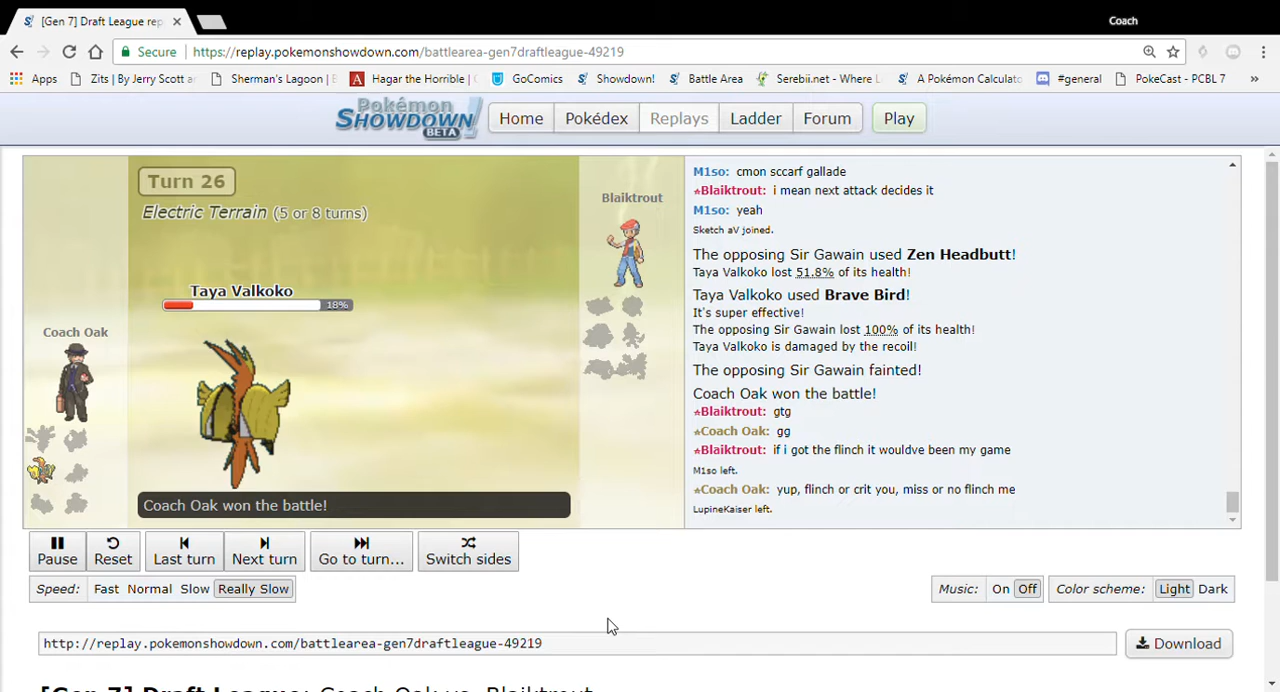 [Gen 7] Draft League rep
Coach
Secure https://replay.pokemonshowdown.com/battlearea-gen7draftleague-49219
Apps Zits | By Jerry Scott a Sherman's Lagoon | Hagar the Horrible | GoComics Showdown! Battle Area Serebii.net - Where A Pokémon Calculato #general PokeCast - PCBL 7 »
Pokémon
SHOWDOWN!
BETA
Home Pokédex Replays Ladder Forum Play
Turn 26
Electric Terrain (5 or 8 turns)
Blaiktrout
Taya Valkoko
18%
Coach Oak
Coach Oak won the battle!
M1so: cmon sccarf gallade
☆Blaiktrout: i mean next attack decides it
M1so: yeah
Sketch aV joined.
The opposing Sir Gawain used Zen Headbutt!
Taya Valkoko lost 51.8% of its health!
Taya Valkoko used Brave Bird!
It's super effective!
The opposing Sir Gawain lost 100% of its health!
Taya Valkoko is damaged by the recoil!
The opposing Sir Gawain fainted!
Coach Oak won the battle!
☆Blaiktrout: gtg
☆Coach Oak: gg
☆Blaiktrout: if i got the flinch it wouldve been my game
M1so left.
☆Coach Oak: yup, flinch or crit you, miss or no flinch me
LupineKaiser left.
Pause Reset Last turn Next turn Go to turn... Switch sides
Speed: Fast Normal Slow Really Slow
Music: On Off Color scheme: Light Dark
http://replay.pokemonshowdown.com/battlearea-gen7draftleague-49219
Download
[Gen 7] Draft League: Coach Oak vs. Blaiktrout